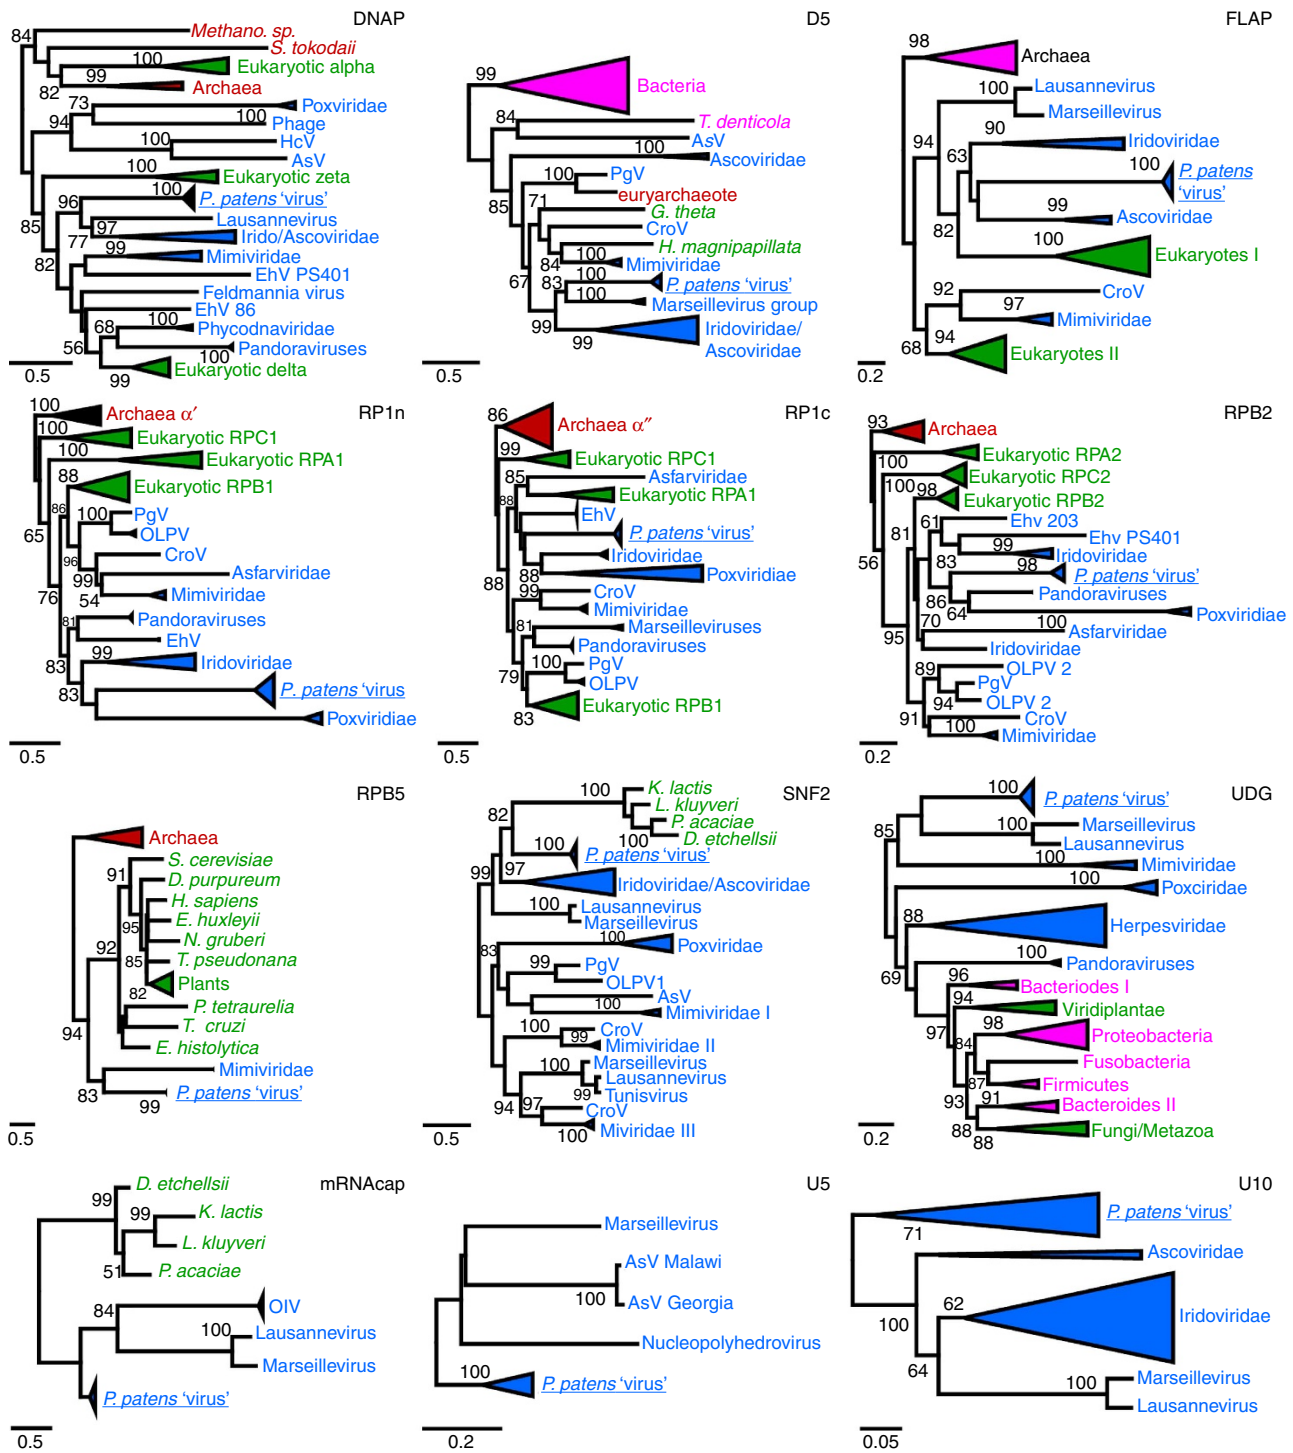 DNAP
84
Methano. sp.
S. tokodaii
100
Eukaryotic alpha
99
Archaea
82
73
Poxviridae
100
Phage
94
HcV
100
AsV
100
Eukaryotic zeta
100
P. patens ‘virus’
96
Lausannevirus
85
97
Irido/Ascoviridae
77
99
Mimiviridae
82
EhV PS401
Feldmannia virus
EhV 86
100
68
Phycodnaviridae
56
Pandoraviruses
100
Eukaryotic delta
99
0.5
D5
99
Bacteria
84
T. denticola
AsV
100
Ascoviridae
100
PgV
euryarchaeote
85
71
G. theta
CroV
H. magnipapillata
100
84
Mimiviridae
100
67
83
P. patens ‘virus’
100
Marseillevirus group
99
Iridoviridae/
Ascoviridae
99
0.5
FLAP
98
Archaea
100
Lausannevirus
Marseillevirus
94
90
Iridoviridae
63
100
P. patens
‘virus’
99
Ascoviridae
82
100
Eukaryotes I
92
CroV
97
Mimiviridae
94
68
Eukaryotes II
0.2
RP1n
100
Archaea α′
100
Eukaryotic RPC1
100
Eukaryotic RPA1
88
Eukaryotic RPB1
86
100
PgV
OLPV
65
96
CroV
99
Asfarviridae
76
54
Mimiviridae
81
Pandoraviruses
EhV
83
99
Iridoviridae
83
P. patens ‘virus
Poxviridiae
0.5
RP1c
86
Archaea α″
99
Eukaryotic RPC1
85
Asfarviridae
88
Eukaryotic RPA1
EhV
P. patens ‘virus’
Iridoviridae
88
Poxviridiae
88
99
CroV
Mimiviridae
81
Marseilleviruses
Pandoraviruses
79
100
PgV
OLPV
Eukaryotic RPB1
83
0.5
RPB2
93
Archaea
Eukaryotic RPA2
100
Eukaryotic RPC2
100
98
Eukaryotic RPB2
61
Ehv 203
81
Ehv PS401
99
Iridoviridae
56
83
98
P. patens ‘virus’
86
Pandoraviruses
64
Poxviridiae
70
100
Asfarviridae
95
Iridoviridae
89
OLPV 2
PgV
94
OLPV 2
91
CroV
100
Mimiviridae
0.2
RPB5
Archaea
S. cerevisiae
91
D. purpureum
H. sapiens
E. huxleyii
95
N. gruberi
92
T. pseudonana
85
Plants
82
P. tetraurelia
T. cruzi
94
E. histolytica
Mimiviridae
83
P. patens ‘virus’
99
0.5
SNF2
100
K. lactis
L. kluyveri
82
P. acaciae
100
D. etchellsii
100
P. patens ‘virus’
99
97
Iridoviridae/Ascoviridae
100
Lausannevirus
Marseillevirus
100
83
Poxviridae
99
PgV
OLPV1
AsV
100
Mimiviridae I
100
CroV
99
Mimiviridae II
100
Marseillevirus
Lausannevirus
99
Tunisvirus
94
97
CroV
100
Miviridae III
0.5
UDG
100
P. patens ‘virus’
85
100
Marseillevirus
Lausannevirus
100
Mimiviridae
100
Poxciridae
88
Herpesviridae
100
Pandoraviruses
69
96
Bacteriodes I
94
Viridiplantae
97
98
Proteobacteria
84
Fusobacteria
87
Firmicutes
93
91
Bacteroides II
88
Fungi/Metazoa
88
0.2
mRNAcap
D. etchellsii
99
99
K. lactis
L. kluyveri
51
P. acaciae
84
OIV
100
Lausannevirus
Marseillevirus
P. patens ‘virus’
0.5
U5
Marseillevirus
AsV Malawi
100
AsV Georgia
Nucleopolyhedrovirus
100
P. patens ‘virus’
0.2
U10
P. patens ‘virus’
71
Ascoviridae
62
Iridoviridae
100
64
100
Marseillevirus
Lausannevirus
0.05